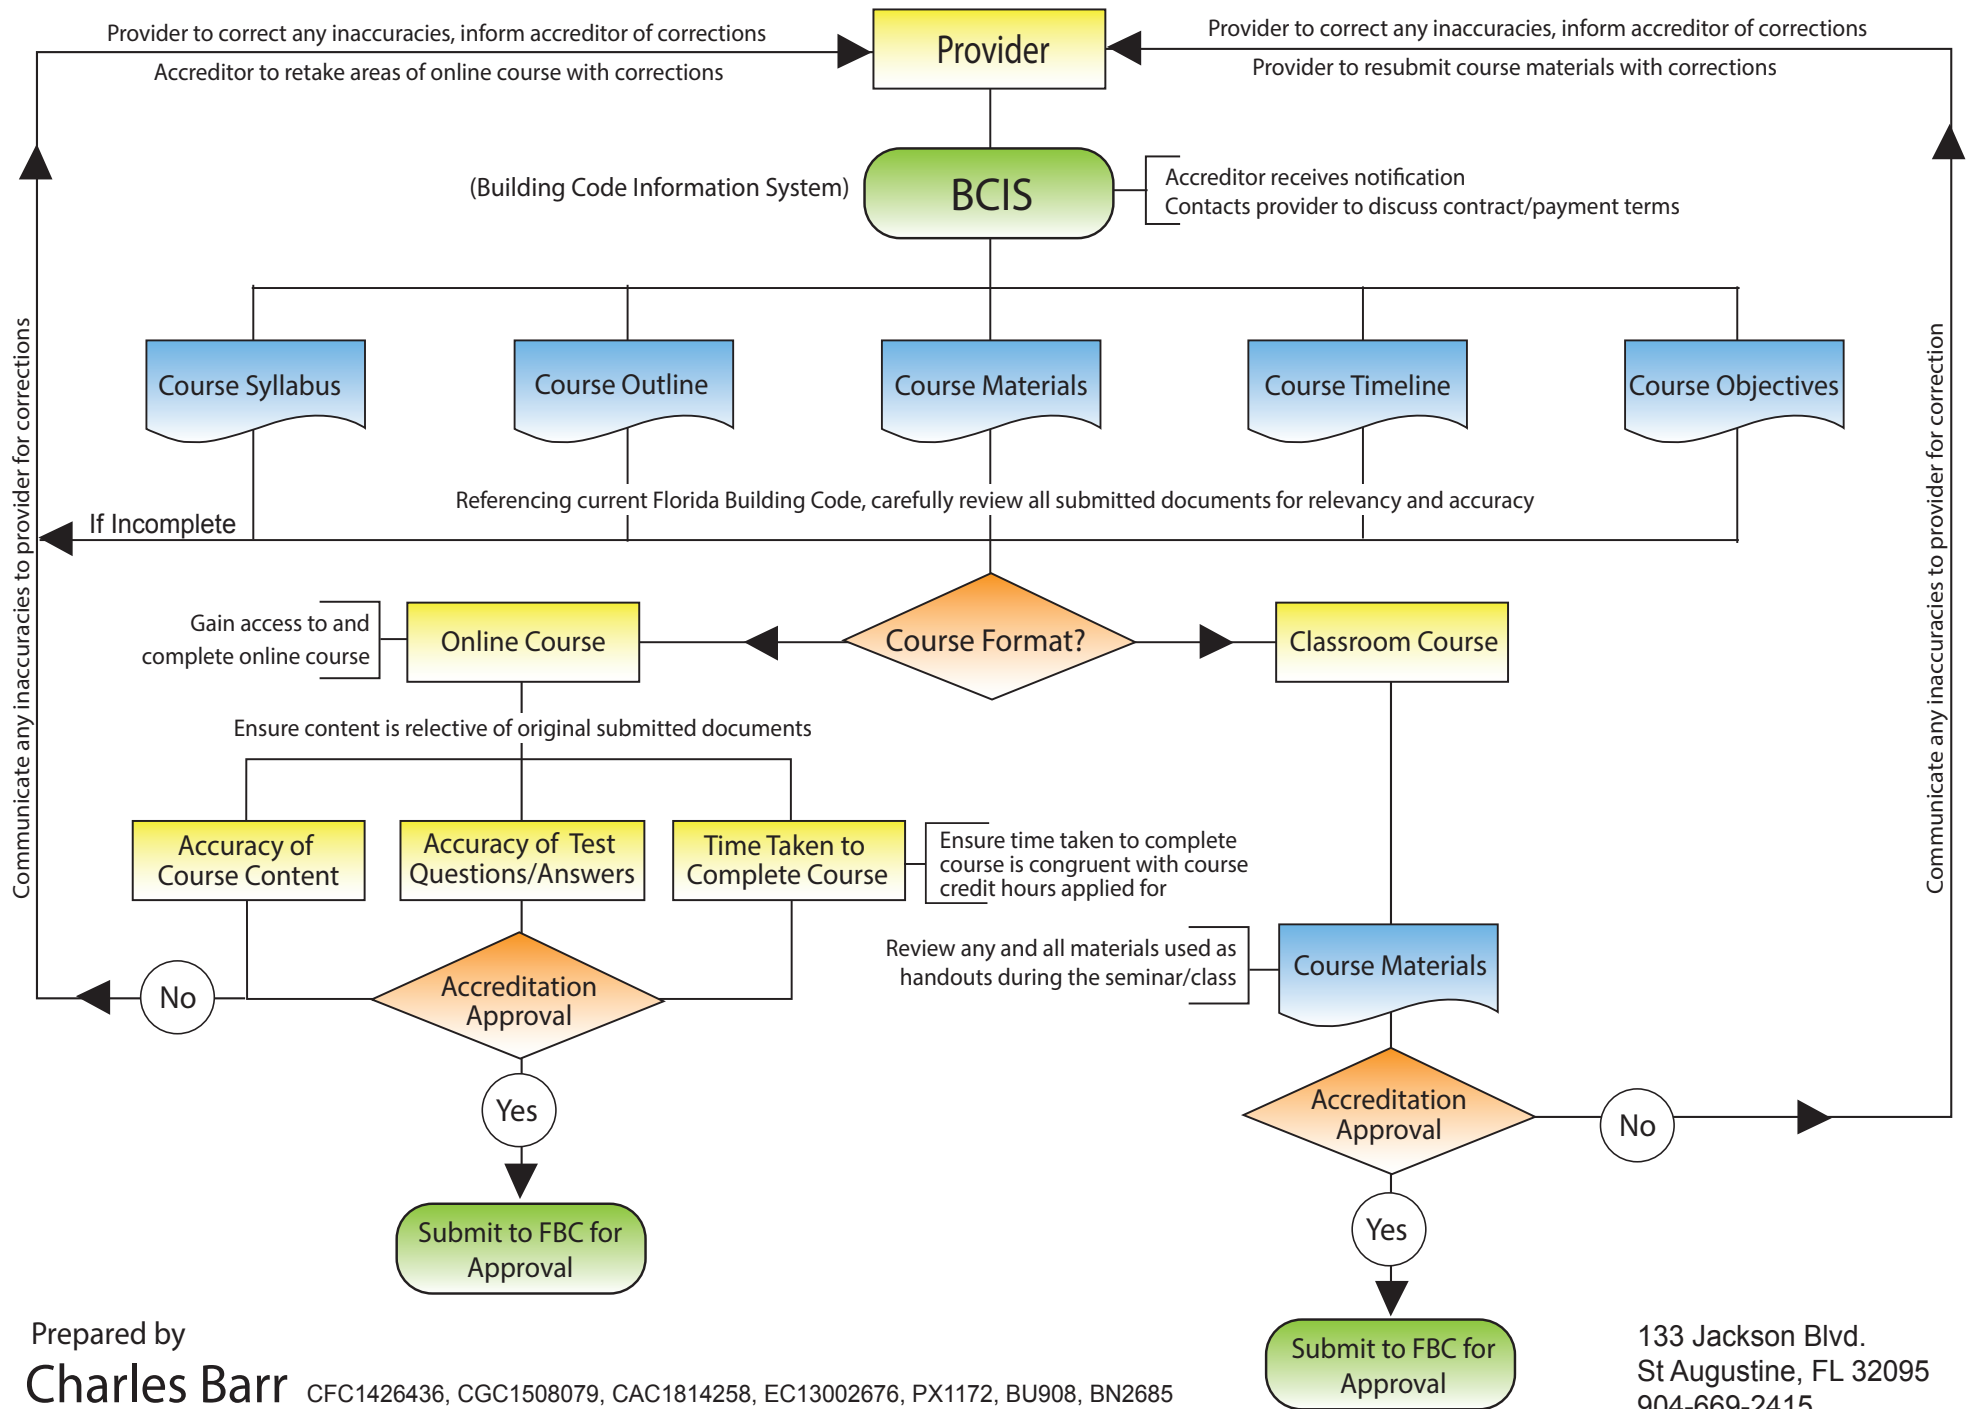 Provider to correct any inaccuracies, inform accreditor of corrections
Accreditor to retake areas of online course with corrections
Provider
Provider to correct any inaccuracies, inform accreditor of corrections
Provider to resubmit course materials with corrections
(Building Code Information System)
BCIS
Accreditor receives notification
Contacts provider to discuss contract/payment terms
Course Syllabus
Course Outline
Course Materials
Course Timeline
Course Objectives
Referencing current Florida Building Code, carefully review all submitted documents for relevancy and accuracy
If Incomplete
Communicate any inaccuracies to provider for corrections
Communicate any inaccuracies to provider for correction
Gain access to and
complete online course
Online Course
Course Format?
Classroom Course
Ensure content is relective of original submitted documents
Accuracy of
Course Content
Accuracy of Test
Questions/Answers
Time Taken to
Complete Course
Ensure time taken to complete
course is congruent with course
credit hours applied for
Review any and all materials used as
handouts during the seminar/class
Course Materials
No
Accreditation
Approval
Yes
Submit to FBC for
Approval
Accreditation
Approval
No
Yes
Submit to FBC for
Approval
Prepared by
Charles Barr CFC1426436, CGC1508079, CAC1814258, EC13002676, PX1172, BU908, BN2685
133 Jackson Blvd.
St Augustine, FL 32095
904-669-2415